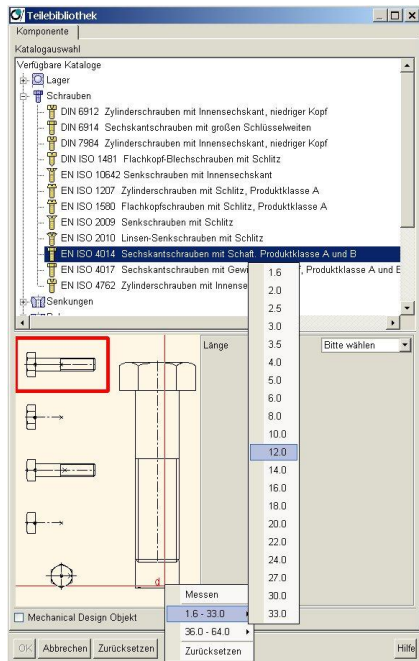 Teilebibliothek
Komponente
Katalogauswahl
Verfügbare Kataloge
Lager
Schrauben
DIN 6912 Zylinderschrauben mit Innensechskant, niedriger Kopf
DIN 6914 Sechskantschrauben mit großen Schlüsselweiten
DIN 7984 Zylinderschrauben mit Innensechskant, niedriger Kopf
DIN ISO 1481 Flachkopf-Blechschrauben mit Schlitz
EN ISO 10642 Senkschrauben mit Innensechskant
EN ISO 1207 Zylinderschrauben mit Schlitz, Produktklasse A
EN ISO 1580 Flachkopfschrauben mit Schlitz, Produktklasse A
EN ISO 2009 Senkschrauben mit Schlitz
EN ISO 2010 Linsen-Senkschrauben mit Schlitz
EN ISO 4014 Sechskantschrauben mit Schaft. Produktklasse A und B
EN ISO 4017 Sechskantschrauben mit Gewi f, Produktklasse A und E
EN ISO 4762 Zylinderschrauben mit Innense
Senkungen
1.6
2.0
2.5
3.0
3.5
4.0
5.0
6.0
8.0
10.0
12.0
14.0
16.0
18.0
20.0
22.0
24.0
27.0
30.0
33.0
Länge
Bitte wählen
d
Messen
1.6 - 33.0
36.0 - 64.0
Zurücksetzen
Mechanical Design Objekt
OK
Abbrechen
Zurücksetzen
Hilfe